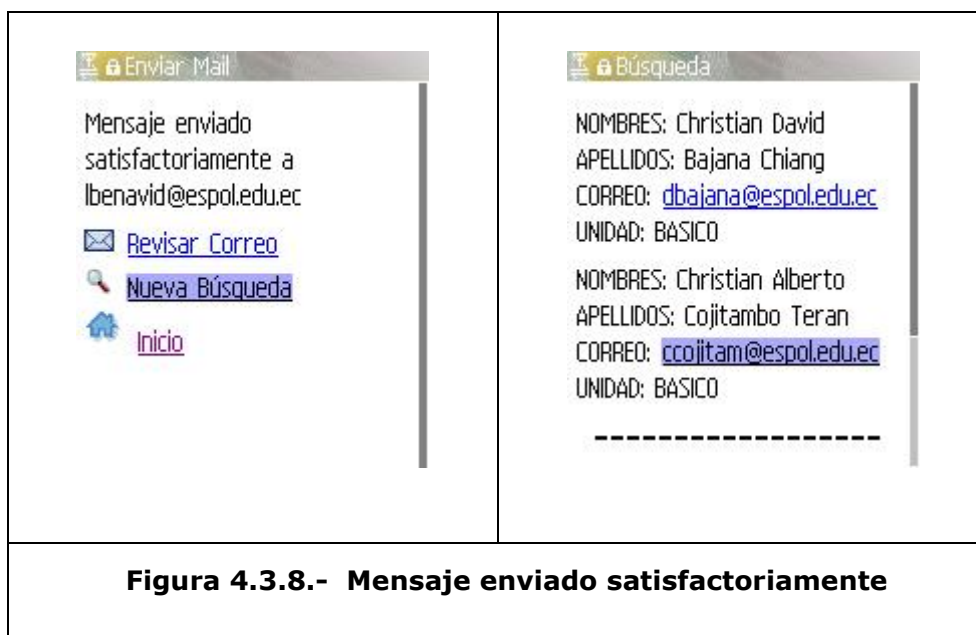 Enviar Mail
Mensaje enviado
satisfactoriamente a
lbenavid@espol.edu.ec
Revisar Correo
Nueva Búsqueda
Inicio
Búsqueda
NOMBRES: Christian David
APELLIDOS: Bajana Chiang
CORREO: dbajana@espol.edu.ec
UNIDAD: BASICO
NOMBRES: Christian Alberto
APELLIDOS: Cojitambo Teran
CORREO: ccojitam@espol.edu.ec
UNIDAD: BASICO
------------------
Figura 4.3.8.- Mensaje enviado satisfactoriamente